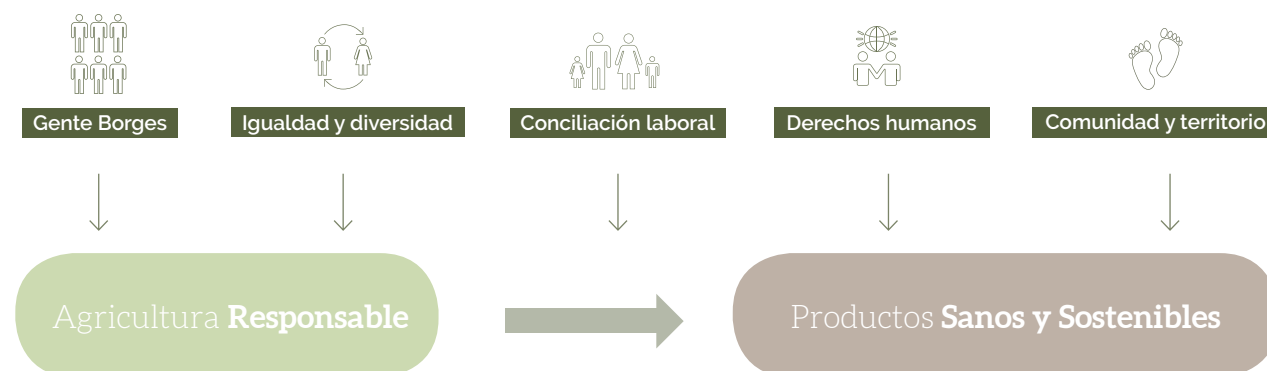 Gente Borges
Igualdad y diversidad
Conciliación laboral
Derechos humanos
Comunidad y territorio
Agricultura Responsable
Productos Sanos y Sostenibles